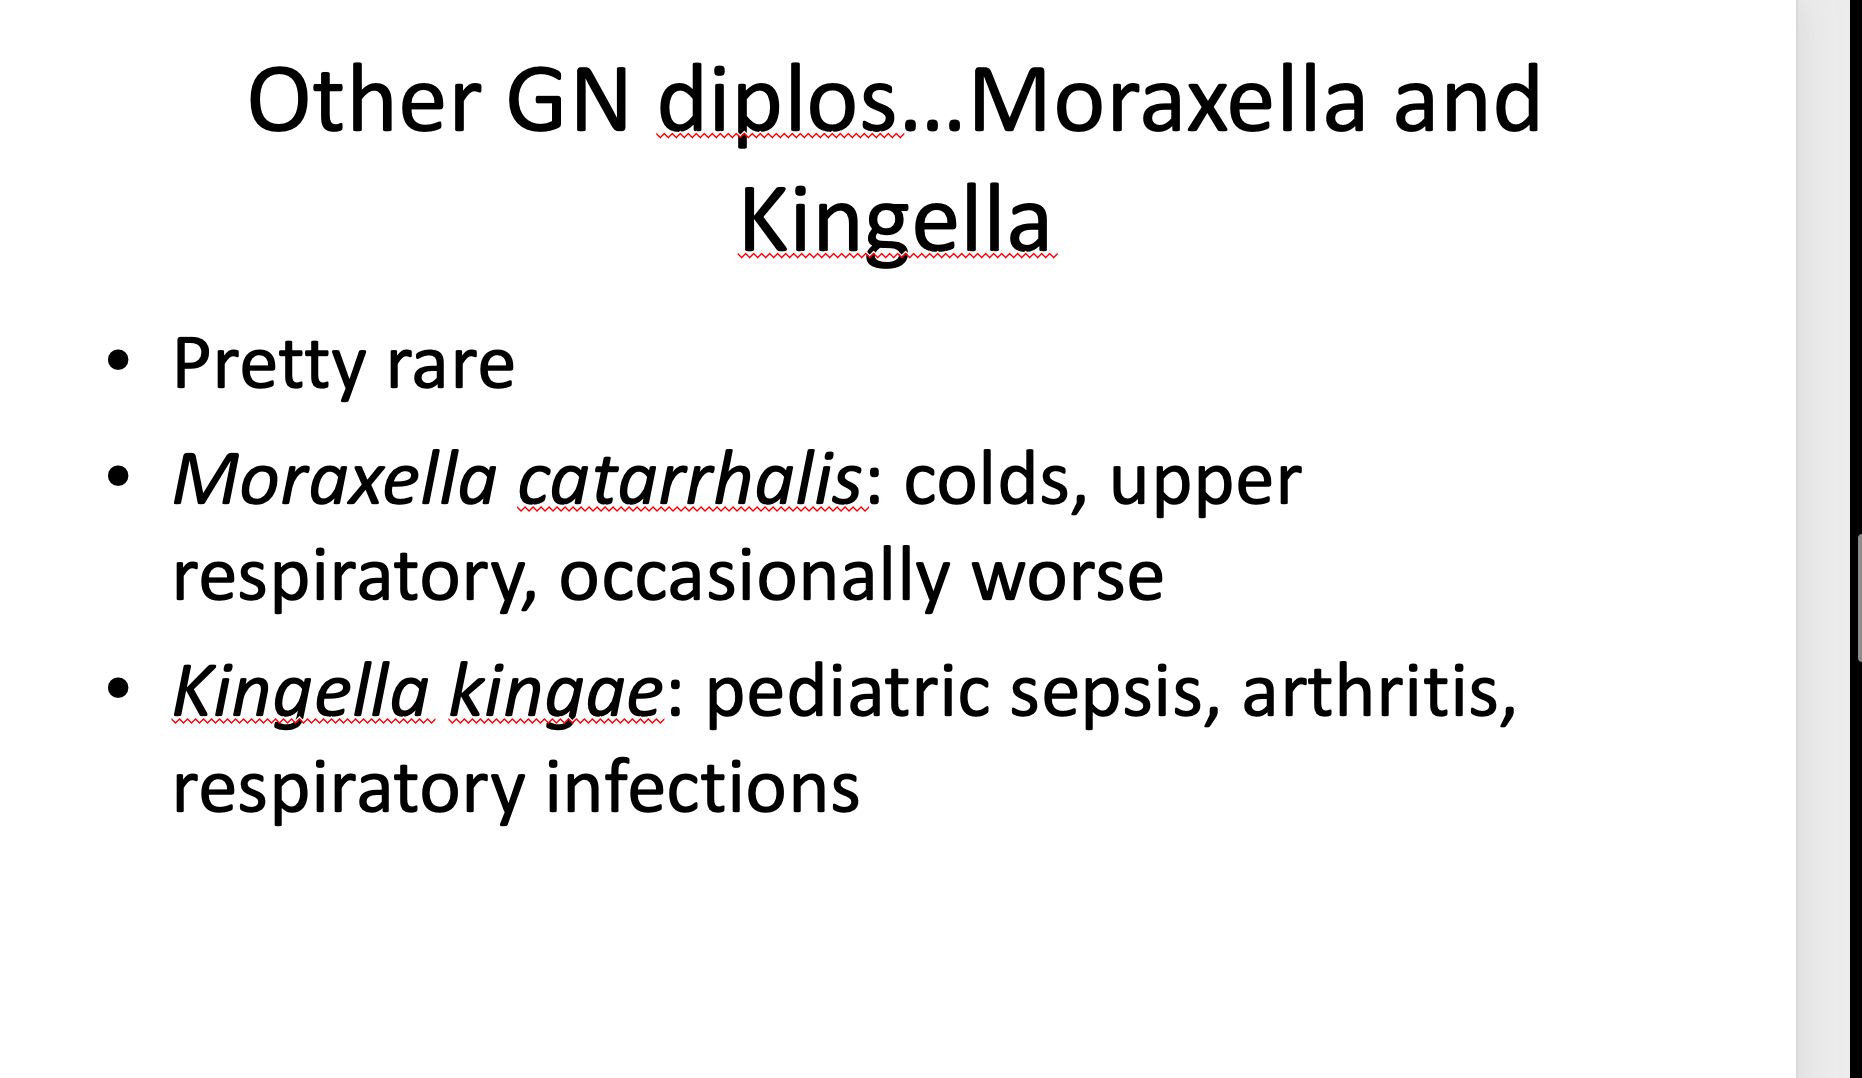 Other GN diplos...Moraxella and
Kingella
• Pretty rare
• Moraxella catarrhalis: colds, upper
respiratory, occasionally worse
• Kingella kingae: pediatric sepsis, arthritis,
respiratory infections